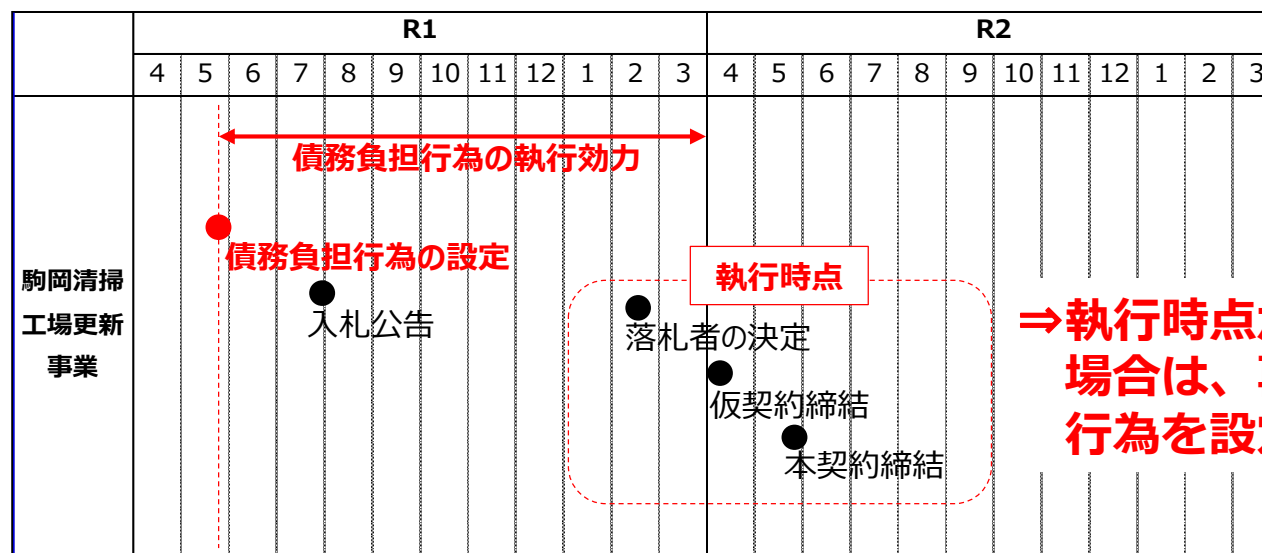 R1 R2
4 5 6 7 8 9 10 11 12 1 2 3 4 5 6 7 8 9 10 11 12 1 2 3
債務負担行為の執行効力
債務負担行為の設定
執行時点
駒岡清掃
工場更新
事業
入札公告
落札者の決定
仮契約締結
本契約締結
⇒執行時点
場合は、
行為を設